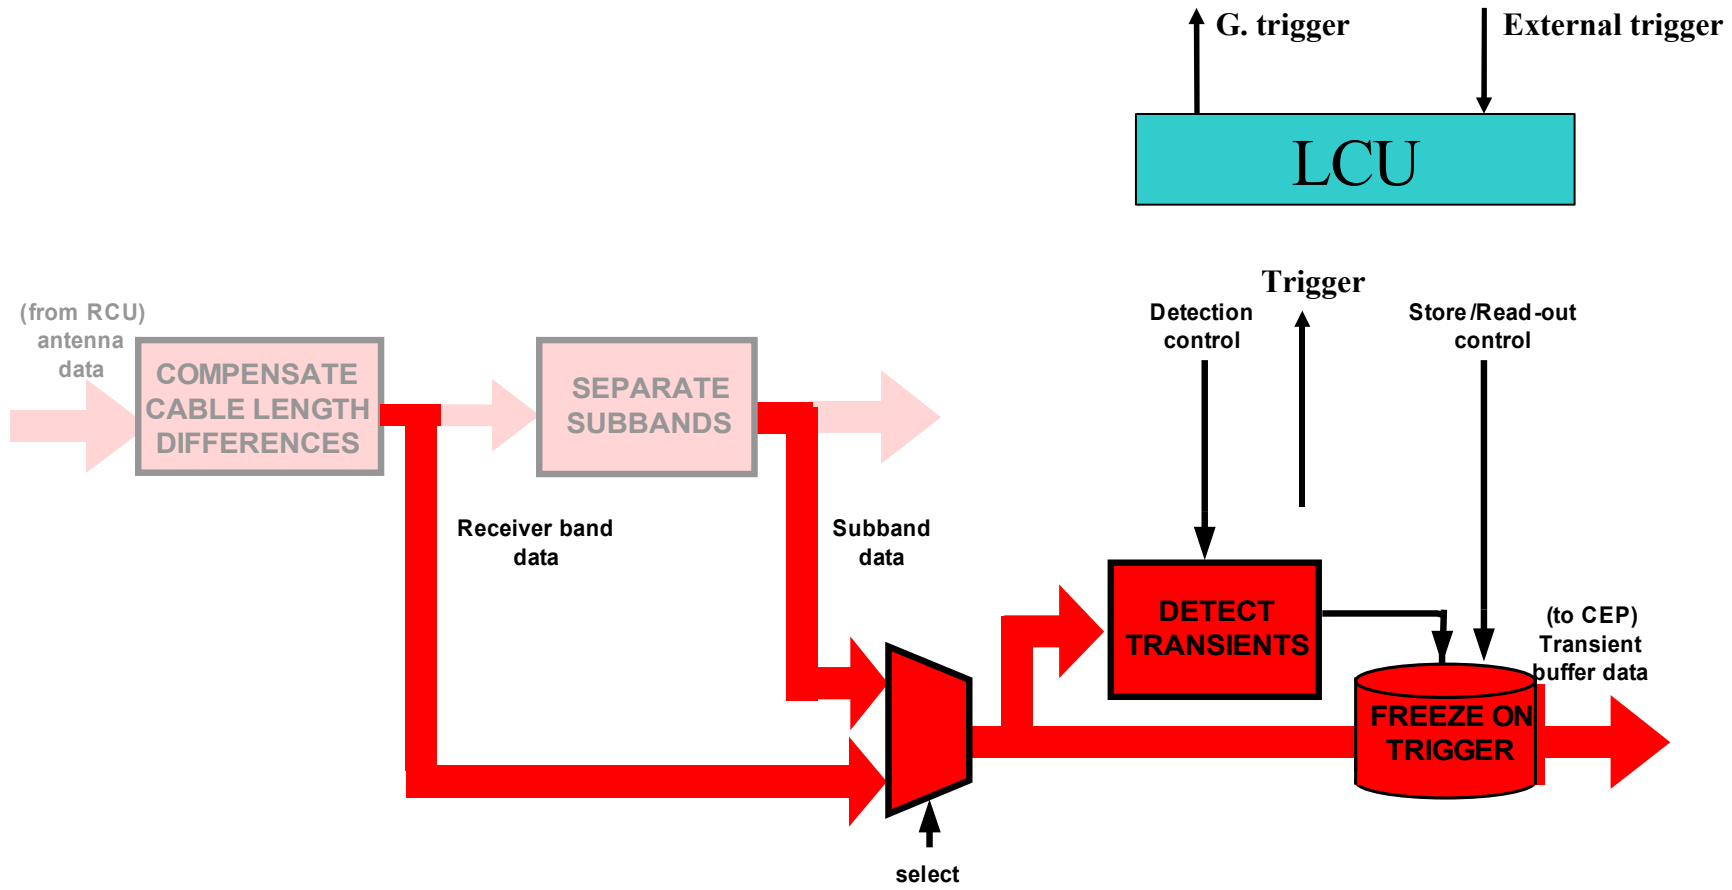 G. trigger
External trigger
LCU
(from RCU)
antenna
data
COMPENSATE
CABLE LENGTH
DIFFERENCES
SEPARATE
SUBBANDS
Detection
control
Trigger
Store/Read-out
control
Receiver band
data
Subband
data
DETECT
TRANSIENTS
(to CEP)
Transient
buffer data
FREEZE ON
TRIGGER
select